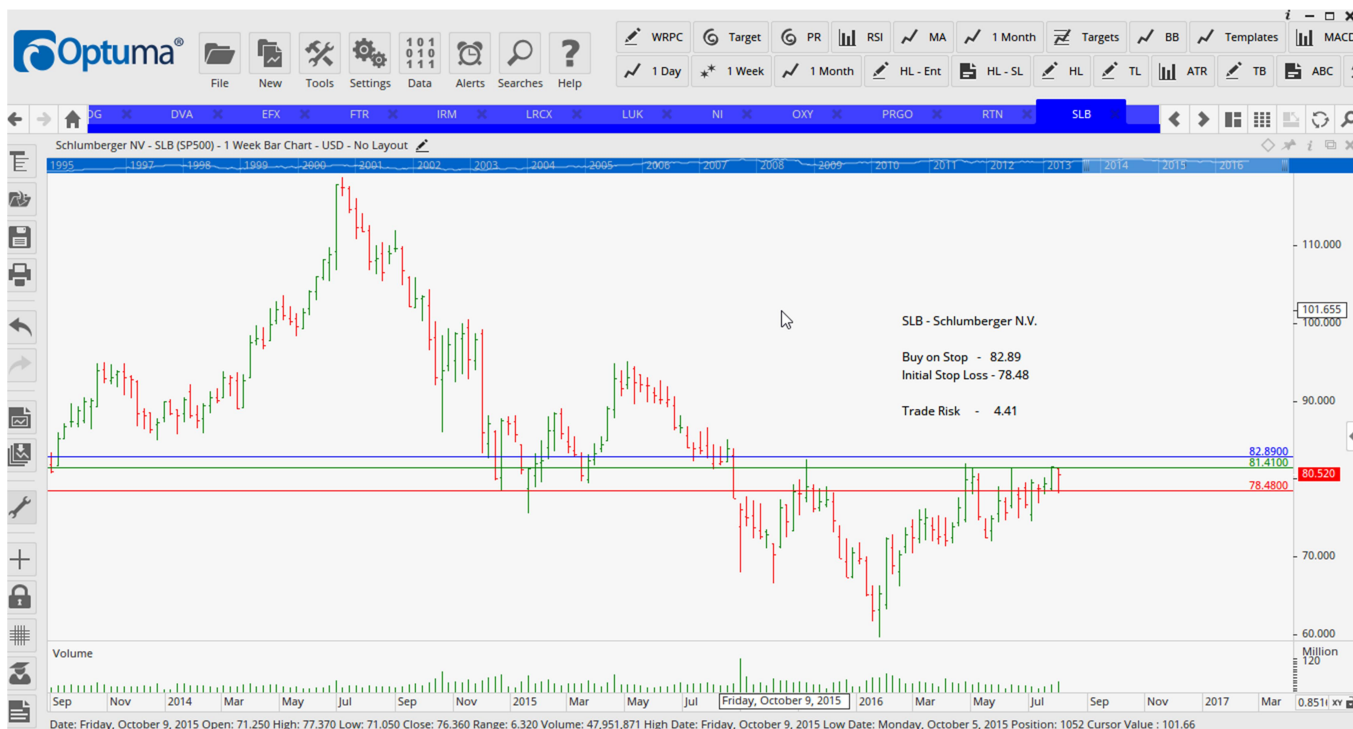 Optuma®
File New Tools Settings Data Alerts Searches Help
WRPC Target PR RSI MA 1 Month Targets BB Templates MACD
1 Day 1 Week 1 Month HL - Ent HL - SL HL TL ATR TB ABC
DG DVA EFX FTR IRM LRCX LUK NI OXY PRGO RTN SLB
Schlumberger NV - SLB (SP500) - 1 Week Bar Chart - USD - No Layout
1995 1997 1998 1999 2000 2001 2002 2003 2004 2005 2006 2007 2008 2009 2010 2011 2012 2013 2014 2015 2016
110.000
101.655
100.000
SLB - Schlumberger N.V.
Buy on Stop - 82.89
Initial Stop Loss - 78.48
90.000
Trade Risk - 4.41
82.8900
81.4100
80.520
78.4800
70.000
60.000
Volume
Million
120
Sep Nov 2014 Mar May Jul Sep Nov 2015 Mar May Jul Friday, October 9, 2015 2016 Mar May Jul Sep Nov 2017 Mar XY
Date: Friday, October 9, 2015 Open: 71.250 High: 77.370 Low: 71.050 Close: 76.360 Range: 6.320 Volume: 47,951,871 High Date: Friday, October 9, 2015 Low Date: Monday, October 5, 2015 Position: 1052 Cursor Value : 101.66